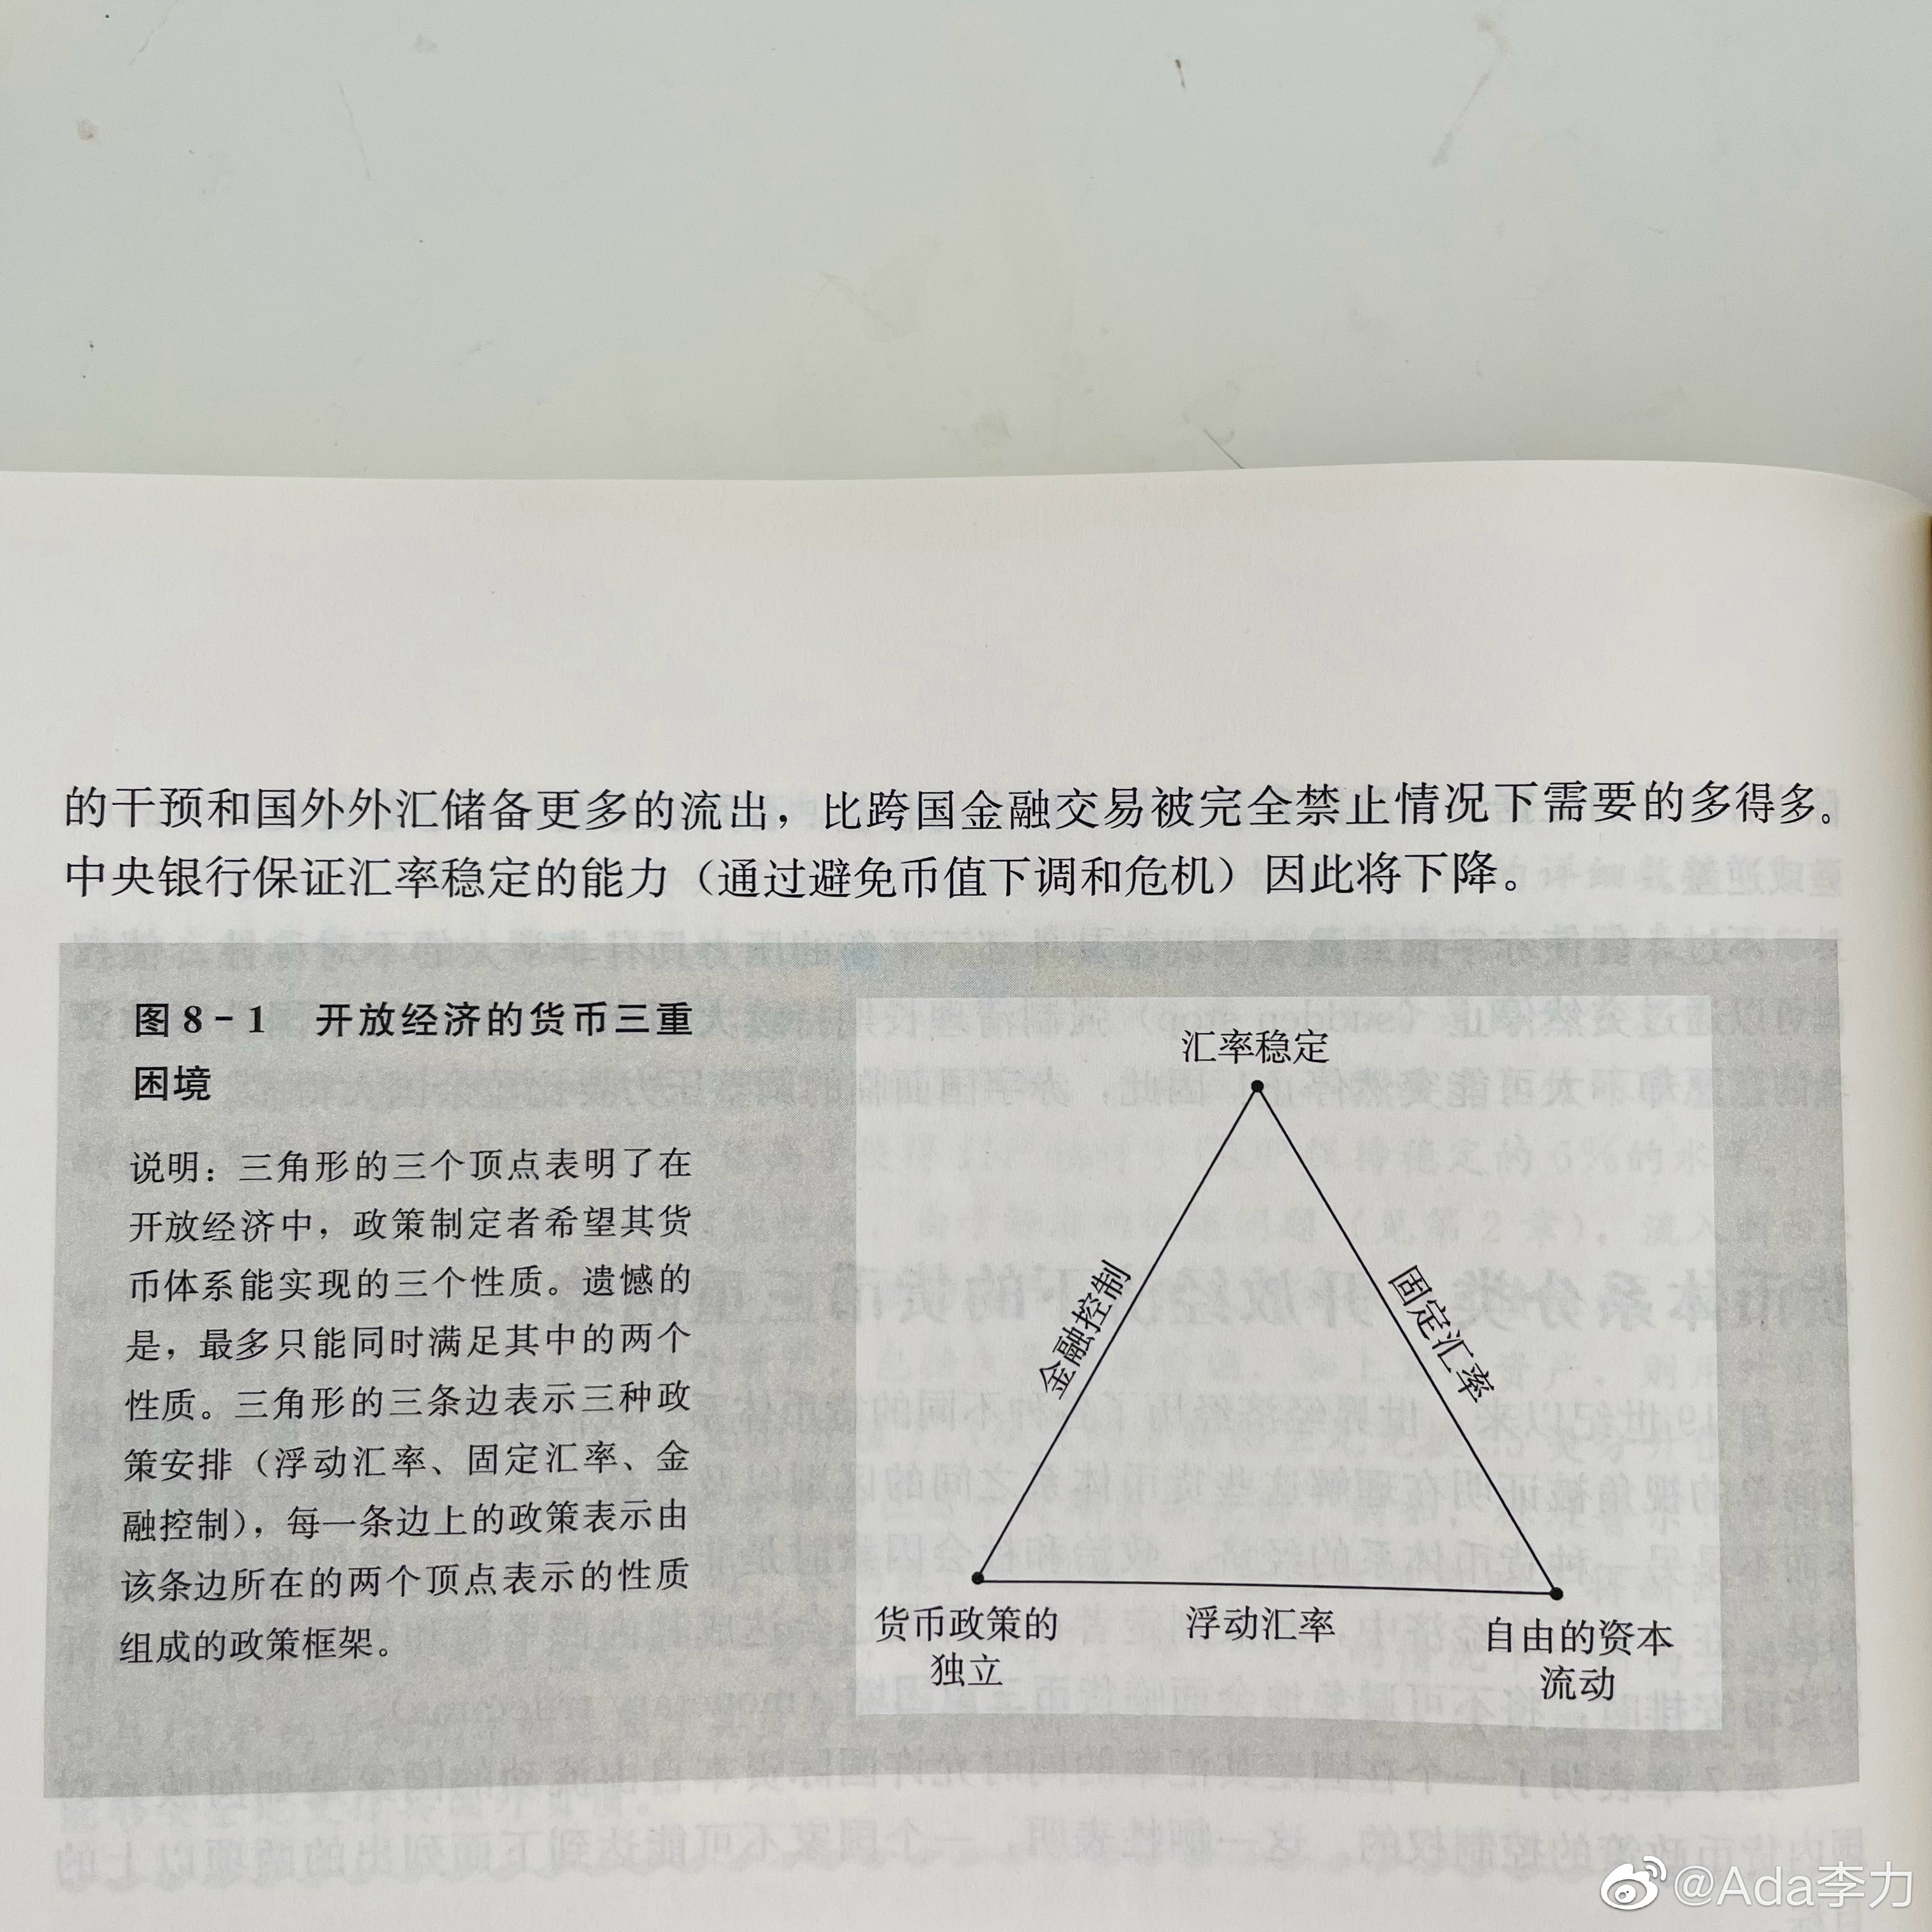 的干预和国外外汇储备更多的流出，比跨国金融交易被完全禁止情况下需要的多得多。
中央银行保证汇率稳定的能力（通过避免币值下调和危机）因此将下降。
图8-1 开放经济的货币三重
困境
说明：三角形的三个顶点表明了在
开放经济中，政策制定者希望其货
币体系能实现的三个性质。遗憾的
是，最多只能同时满足其中的两个
性质。三角形的三条边表示三种政
策安排（浮动汇率、固定汇率、金
融控制），每一条边上的政策表示由
该条边所在的两个顶点表示的性质
组成的政策框架。
汇率稳定
金融控制
固定汇率
货币政策的
独立
浮动汇率
自由的资本
流动
@Ada李力